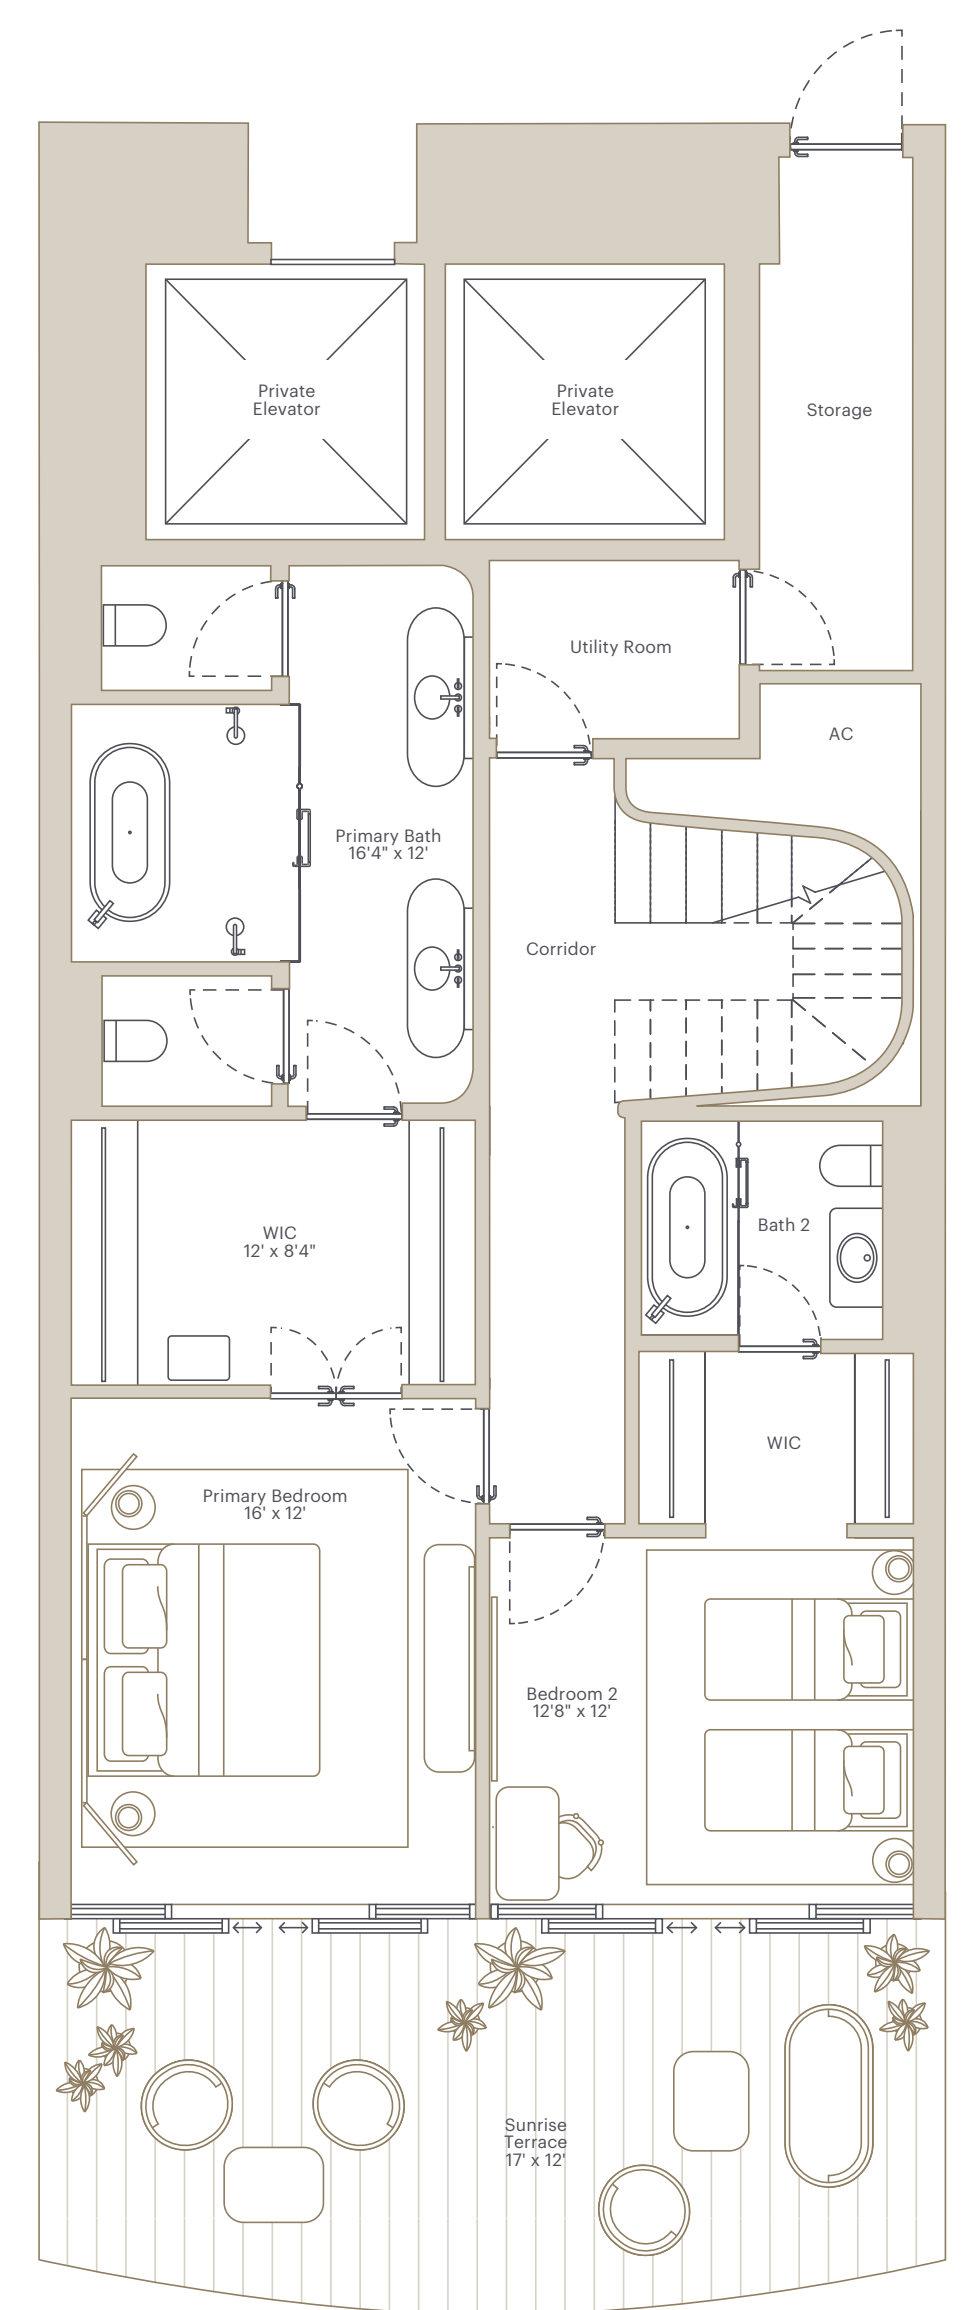 Private
Elevator
Private
Elevator
Storage
Utility Room
AC
Primary Bath
16'4" x 12'
Corridor
WIC
12' x 8'4"
Bath 2
WIC
Primary Bedroom
16' x 12'
Bedroom 2
12'8" x 12'
Sunrise
Terrace
17' x 12'